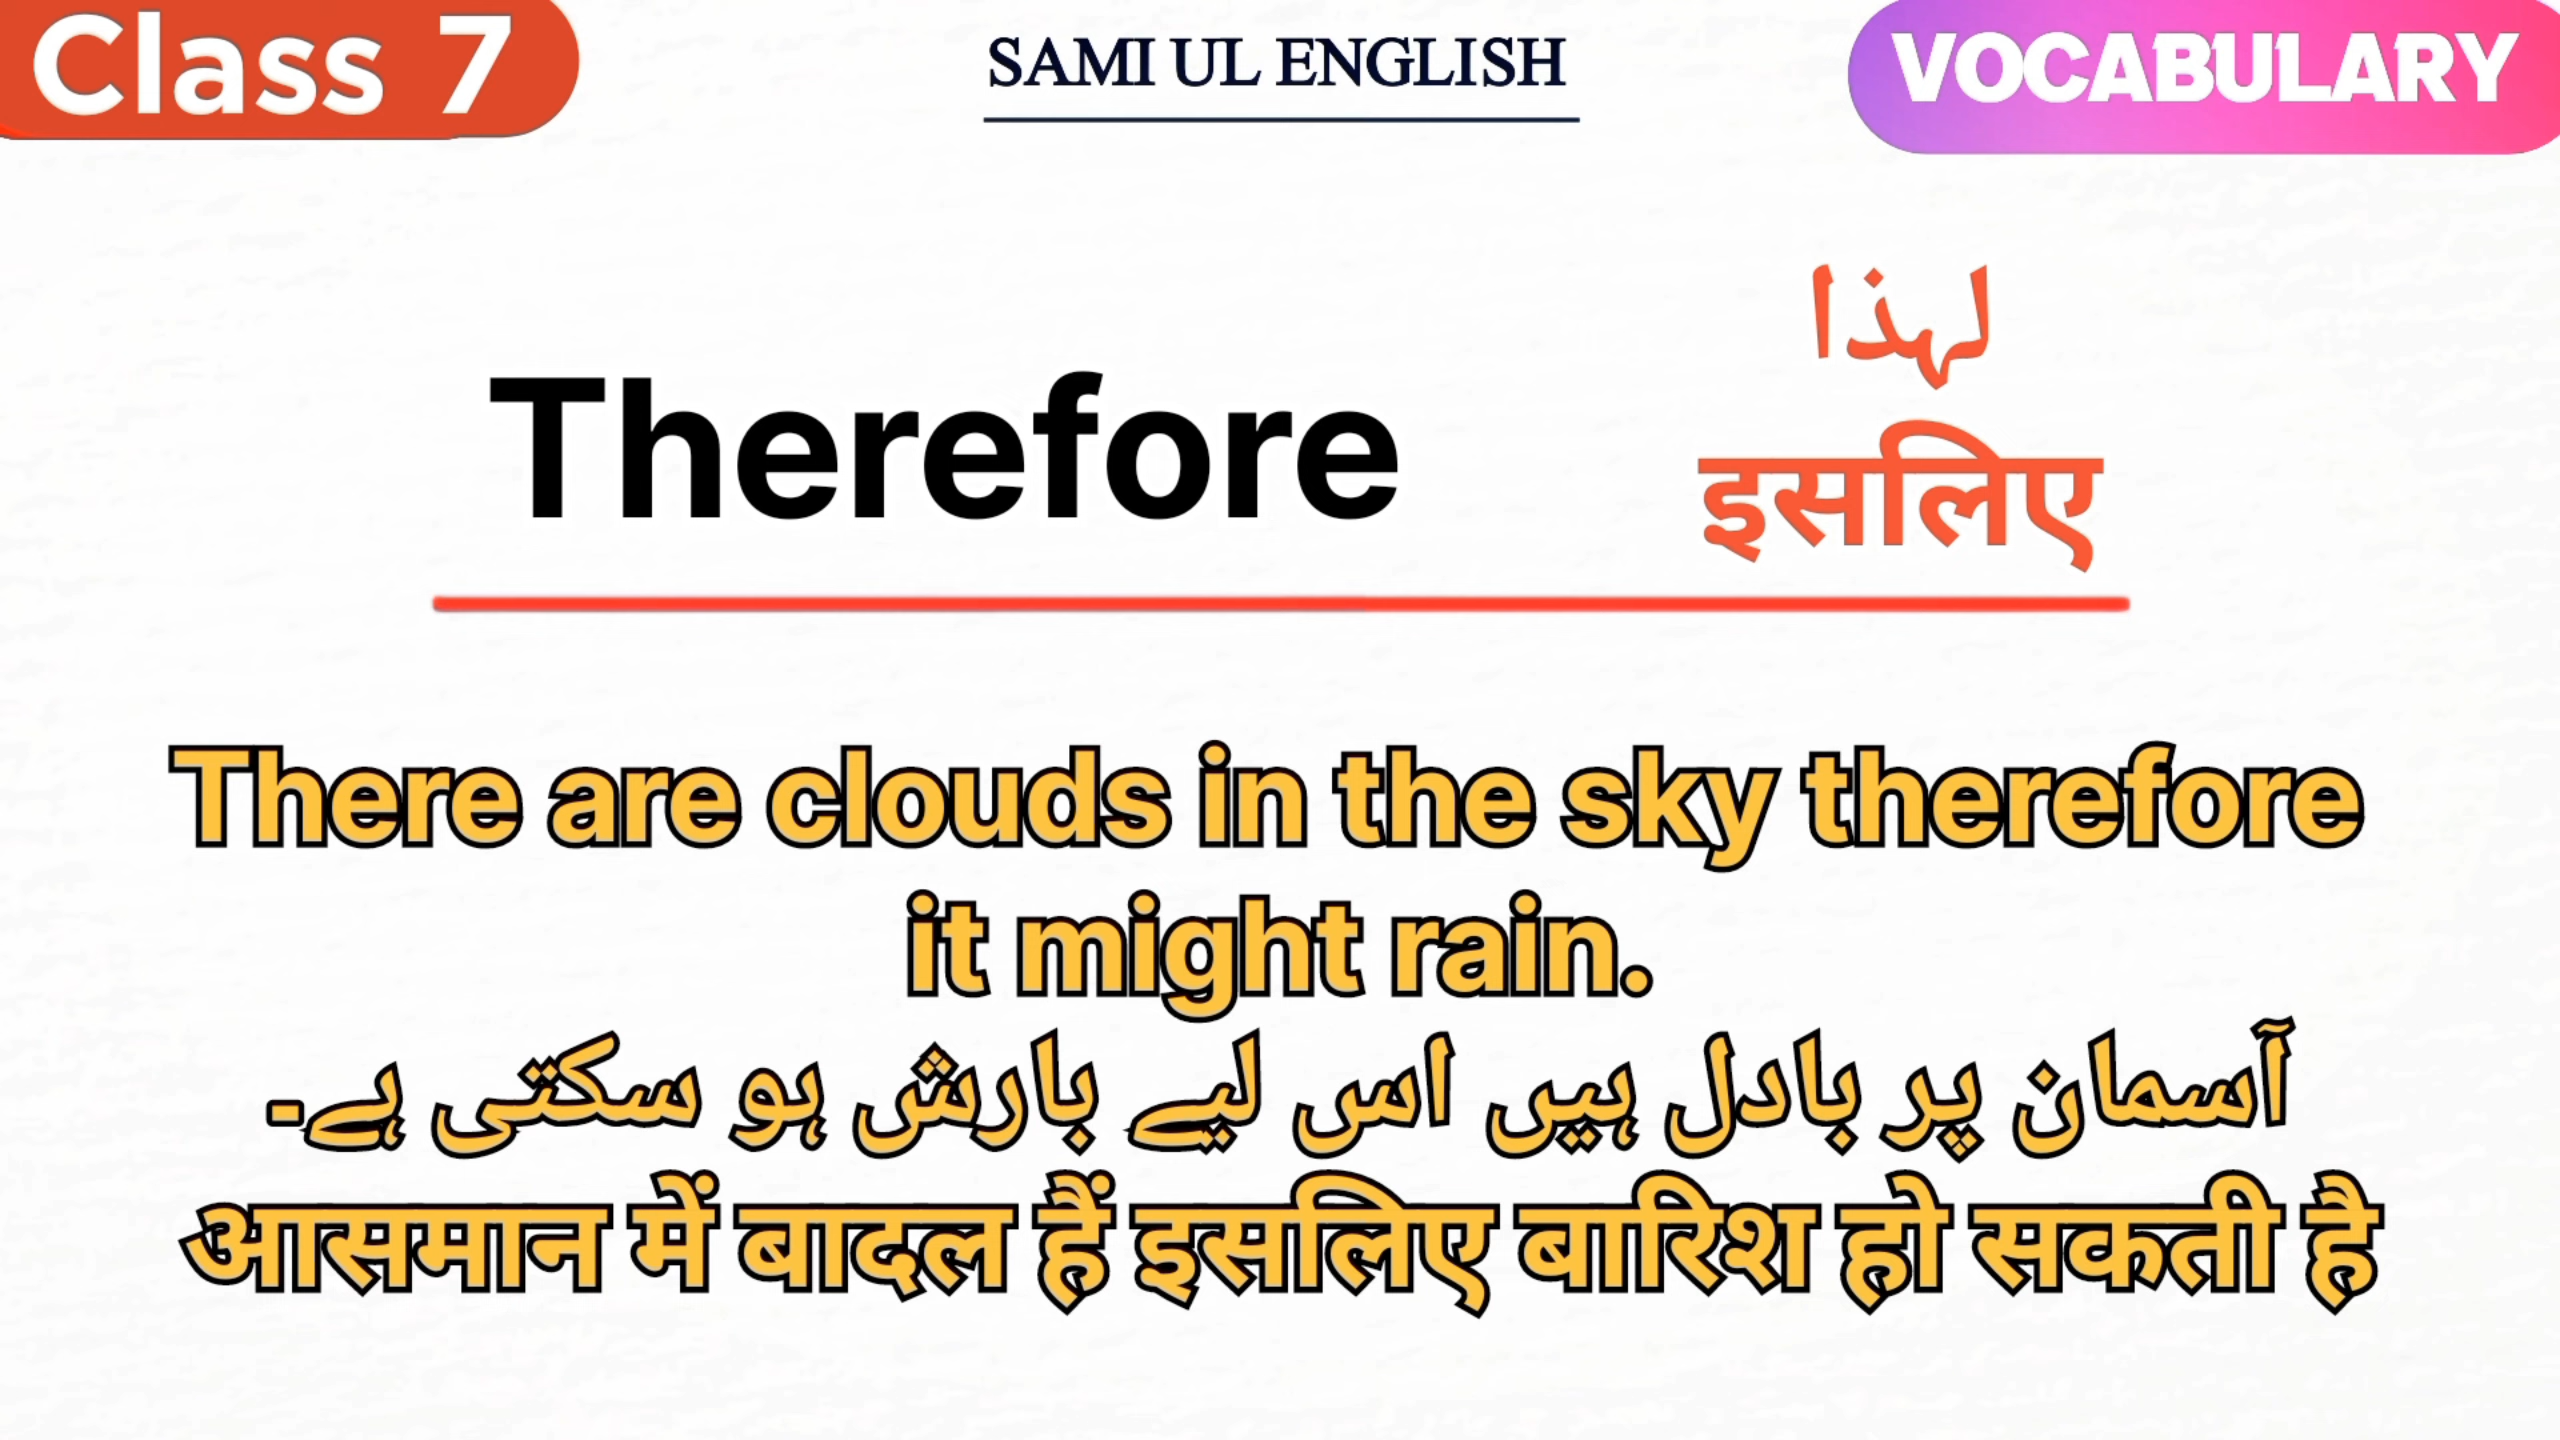 Class 7
SAMI UL ENGLISH
VOCABULARY
Therefore
لہذا
इसलिए
There are clouds in the sky therefore
it might rain.
آسمان پر بادل ہیں اس لیے بارش ہو سکتی ہے۔
आसमान में बादल हैं इसलिए बारिश हो सकती है